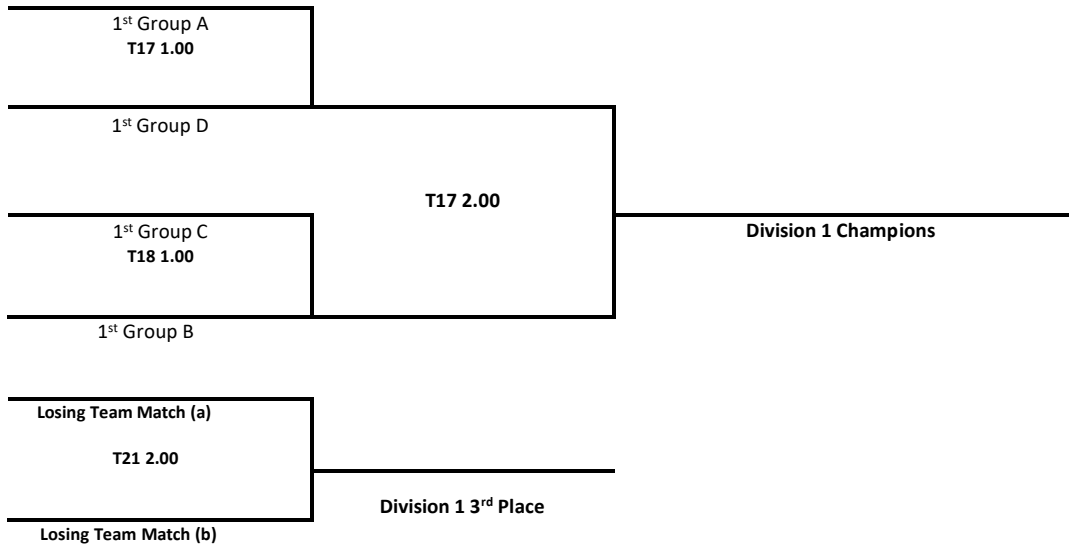 1st Group A
T17 1.00
1st Group D
T17 2.00
1st Group C
T18 1.00
Division 1 Champions
1st Group B
Losing Team Match (a)
T21 2.00
Division 1 3rd Place
Losing Team Match (b)